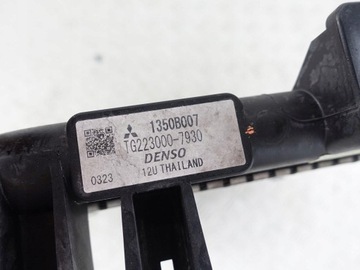 1350B007
TG223000-7930
DENSO
0323 12U THAILAND